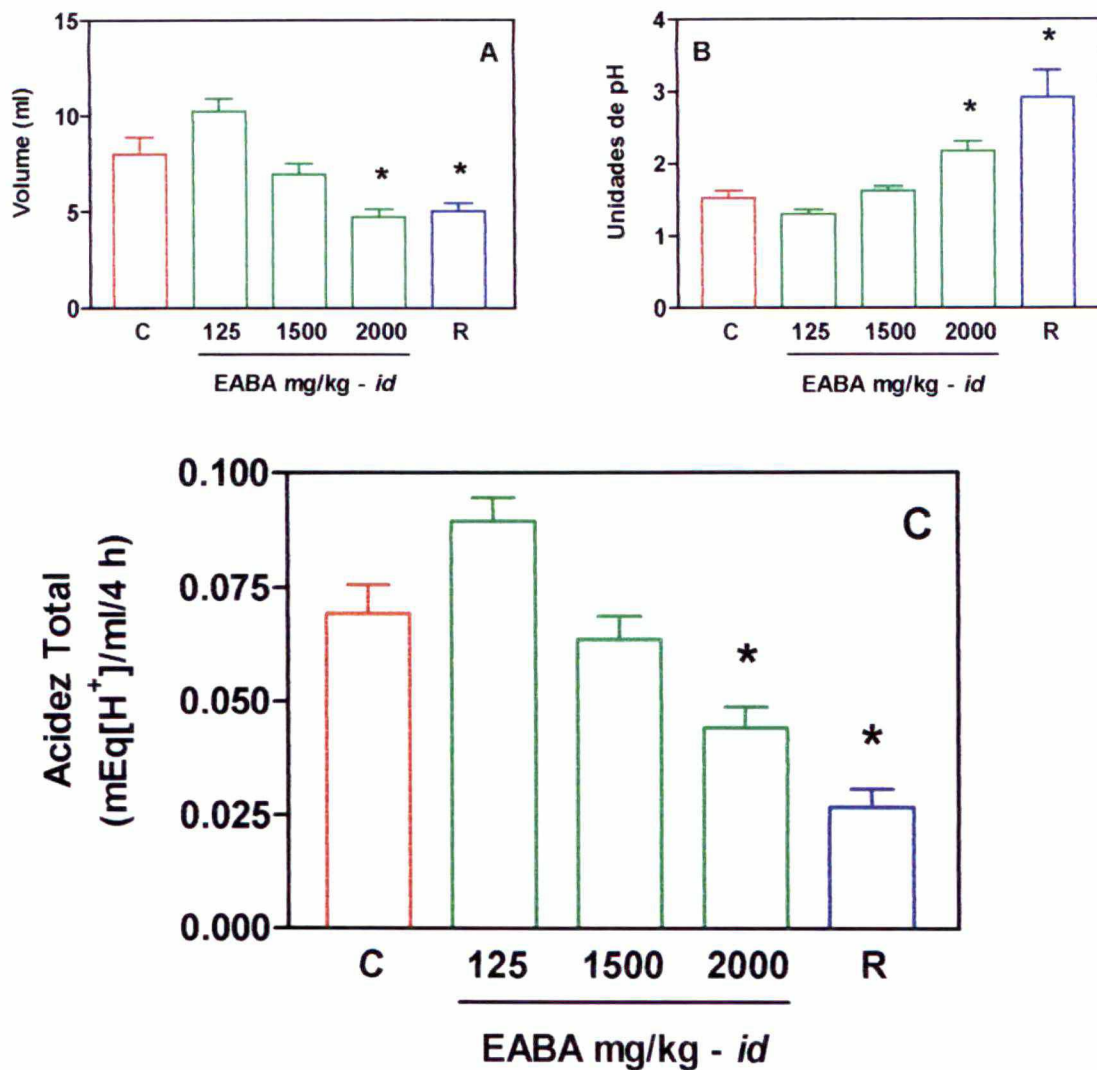 A
Volume (ml)
15
10
5
0
* *
C 125 1500 2000 R
EABA mg/kg - id
B
Unidades de pH
4
3
2
1
0
* *
C 125 1500 2000 R
EABA mg/kg - id
C
Acidez Total
(mEq[H⁺]/ml/4 h)
0.100
0.075
0.050
0.025
0.000
* *
C 125 1500 2000 R
EABA mg/kg - id